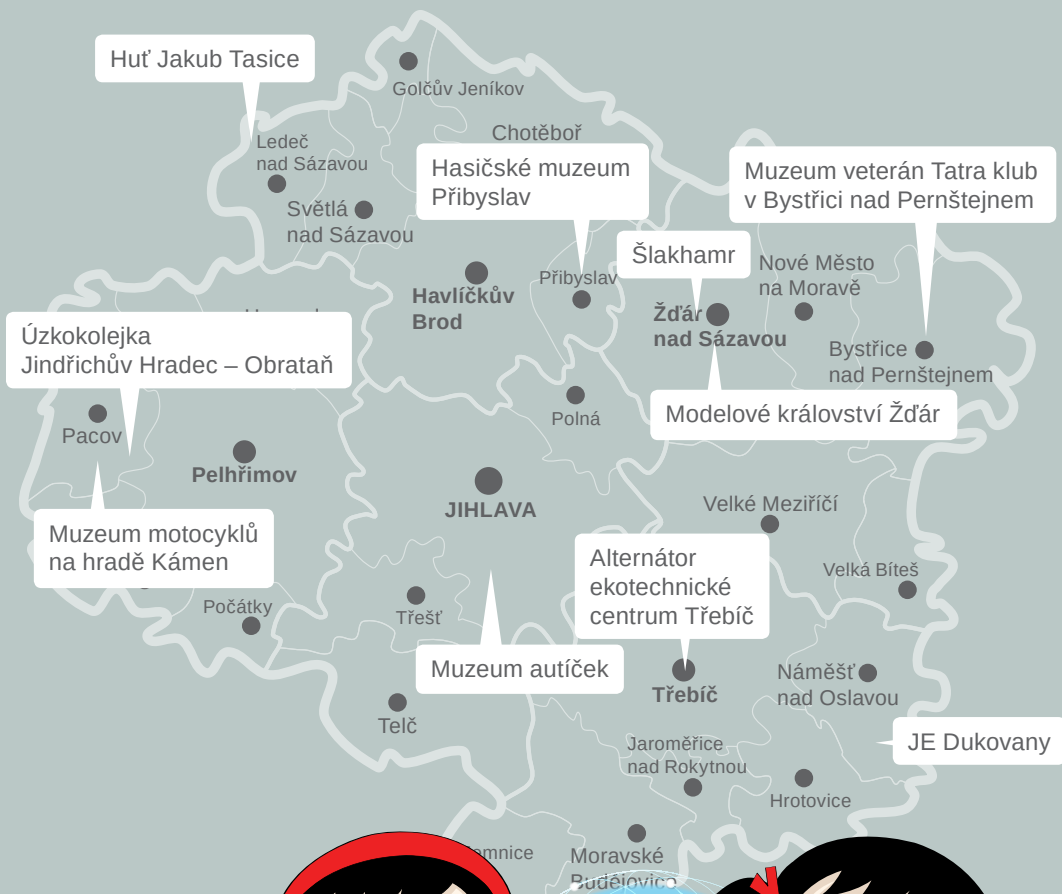 Huť Jakub Tasice
Golčův Jeníkov
Chotěboř
Ledeč
nad Sázavou
Hasičské muzeum
Přibyslav
Muzeum veterán Tatra klub
v Bystřici nad Pernštejnem
Světlá
nad Sázavou
Šlakhamr
Nové Město
na Moravě
Přibyslav
Havlíčkův
Brod
Žďár
nad Sázavou
Úzkokolejka
Jindřichův Hradec – Obrataň
Bystřice
nad Pernštejnem
Modelové království Žďár
Polná
Pacov
Pelhřimov
JIHLAVA
Velké Meziříčí
Muzeum motocyklů
na hradě Kámen
Alternátor
ekotechnické
centrum Třebíč
Velká Bíteš
Počátky
Třešť
Muzeum autíček
Třebíč
Náměšť
nad Oslavou
Telč
JE Dukovany
Jaroměřice
nad Rokytnou
Hrotovice
Moravské
Budějovice